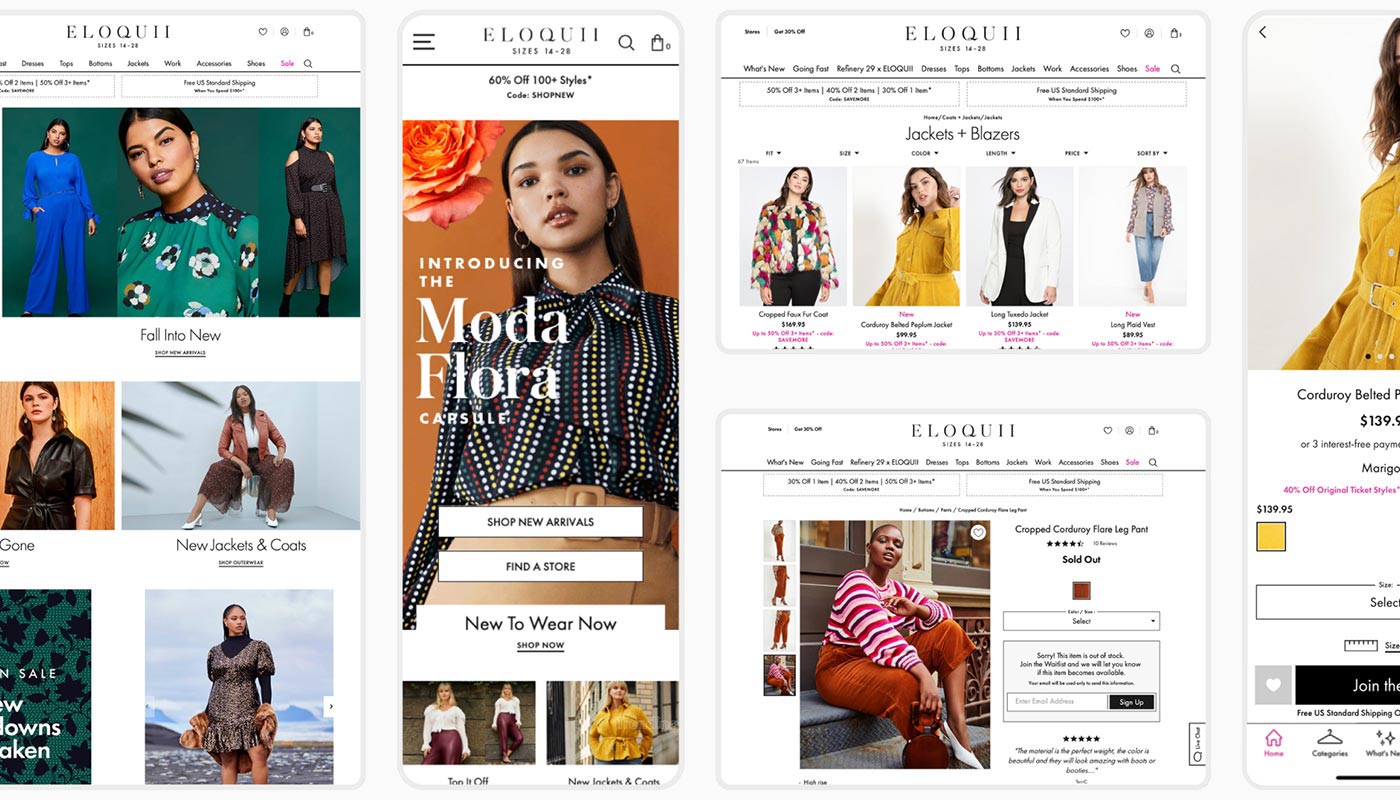 ELOQUII
SIZES 14-28
Dresses Tops Bottoms Jackets Work Accessories Shoes Sale
% Off 2 Items | 50% Off 3+ Items*
Code: SAVEMORE
Free US Standard Shipping
When You Spend $100+*
Fall Into New
SHOP NEW ARRIVALS
Gone
New Jackets & Coats
SHOP OUTERWEAR
N SALE
ew
downs
aken
ELOQUII
SIZES 14-28
0
60% Off 100+ Styles*
Code: SHOPNEW
INTRODUCING
THE
Moda
Flora
CAPSULE
SHOP NEW ARRIVALS
FIND A STORE
New To Wear Now
SHOP NOW
Top It Off
New Jackets & Coats
Stores Get 30% Off
ELOQUII
SIZES 14-28
What's New Going Fast Refinery 29 x ELOQUII Dresses Tops Bottoms Jackets Work Accessories Shoes Sale
50% Off 3+ Items | 40% Off 2 Items | 30% Off 1 Item*
Code: SAVEMORE
Free US Standard Shipping
When You Spend $100+*
Home/Coats + Jackets/Jackets
Jackets + Blazers
FIT SIZE COLOR LENGTH PRICE SORT BY
67 Items
Cropped Faux Fur Coat
$169.95
Up to 50% Off 3+ Items* - code:
SAVEMORE
New
Corduroy Belted Peplum Jacket
$99.95
Up to 50% Off 3+ Items* - code:
Long Tuxedo Jacket
$139.95
Up to 50% Off 3+ Items* - code:
SAVEMORE
New
Long Plaid Vest
$89.95
Up to 50% Off 3+ Items* - code:
Stores Get 30% Off
ELOQUII
SIZES 14-28
What's New Going Fast Refinery 29 x ELOQUII Dresses Tops Bottoms Jackets Work Accessories Shoes Sale
30% Off 1 Item | 40% Off 2 Items | 50% Off 3+ Items*
Code: SAVEMORE
Free US Standard Shipping
When You Spend $100+*
Home / Bottoms / Pants / Cropped Corduroy Flare Leg Pant
Cropped Corduroy Flare Leg Pant
10 Reviews
Sold Out
Color / Size :
Select
Sorry! This item is out of stock.
Join the Waitlist and we will let you know
if this item becomes available.
Your email will be used only to send this information.
Enter Email Address
Sign Up
"The material is perfect weight, the color is
beautiful and they will look amazing with boots or
booties..."
- High rise
Live Chat
Corduroy Belted P
$139.9
or 3 interest-free payme
Marigo
40% Off Original Ticket Styles*
$139.95
Size:
Select
Size
Join the
Free US Standard Shipping O
Home Categories What's Ne